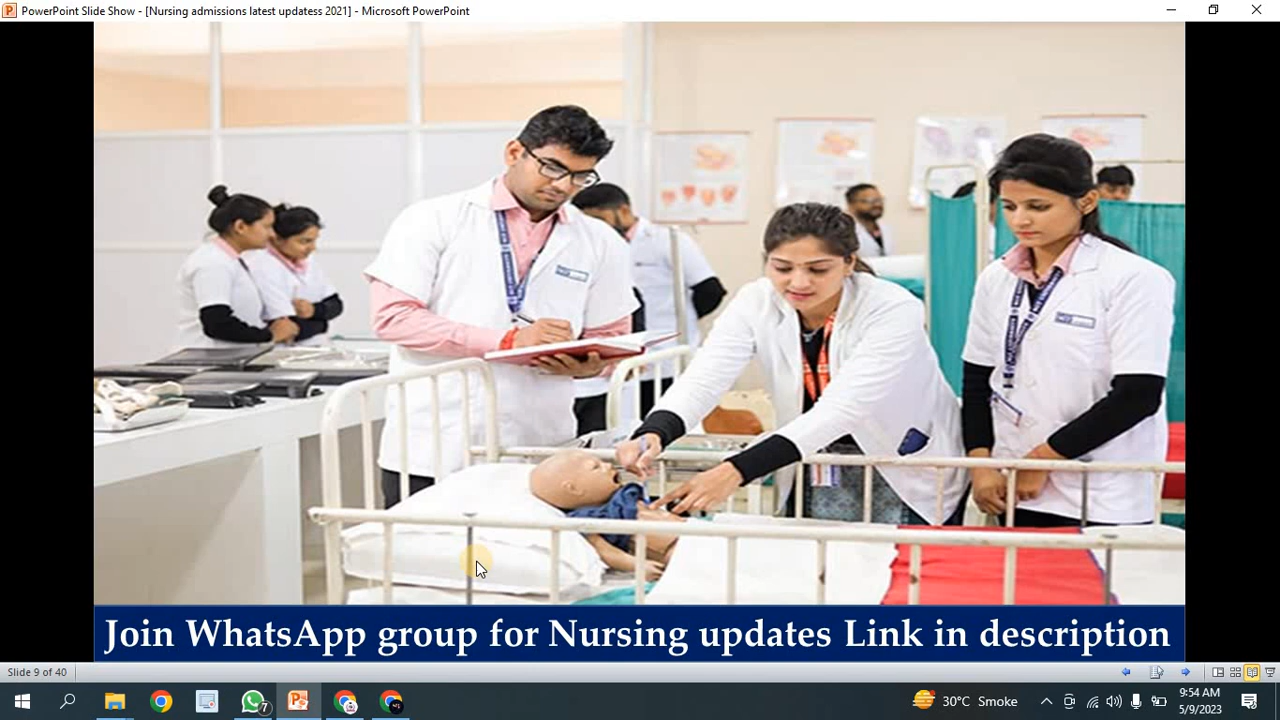 PowerPoint Slide Show - [Nursing admissions latest updatess 2021] - Microsoft PowerPoint
Join WhatsApp group for Nursing updates Link in description
Slide 9 of 40
7
30°C Smoke
9:54 AM
5/9/2023